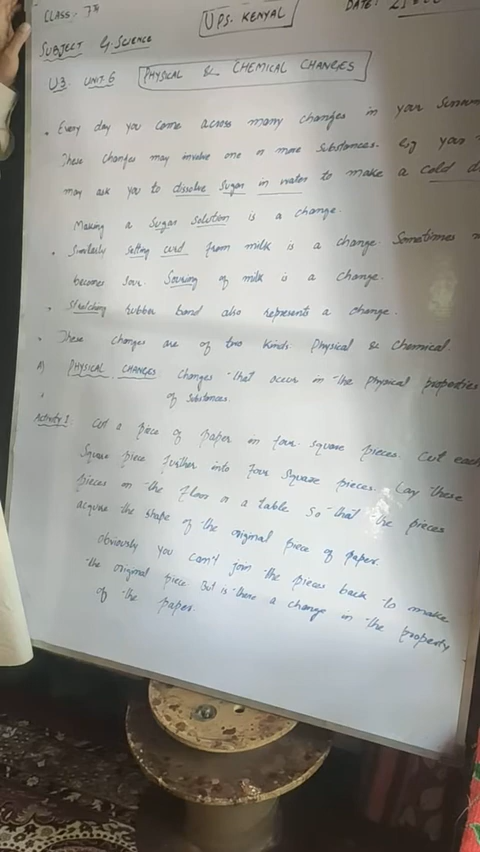 CLASS:- 7TH
UPS. KENYAL
DATE:
SUBJECT G. SCIENCE
U3. UNIT. 6 PHYSICAL & CHEMICAL CHANGES
• Every day you come across many changes in your
These changes may involve one or more substances. e.g your
may ask you to dissolve sugar in water to make a cold
Making a sugar solution is a change.
• Similarly setting curd from milk is a change. Sometimes
becomes sour. Souring of milk is a change.
• Stretching rubber band also represents a change.
• These changes are of two kinds. Physical & Chemical.
A) PHYSICAL CHANGES Changes that occur in the physical properties
of substances.
Activity 1 Cut a piece of paper in four square pieces. Cut each
square piece further into four square pieces. Lay these
pieces on the floor or a table so that the pieces
acquire the shape of the original piece of paper.
obviously you can't join the pieces back to make
the original piece But is there a change in the property
of the paper.